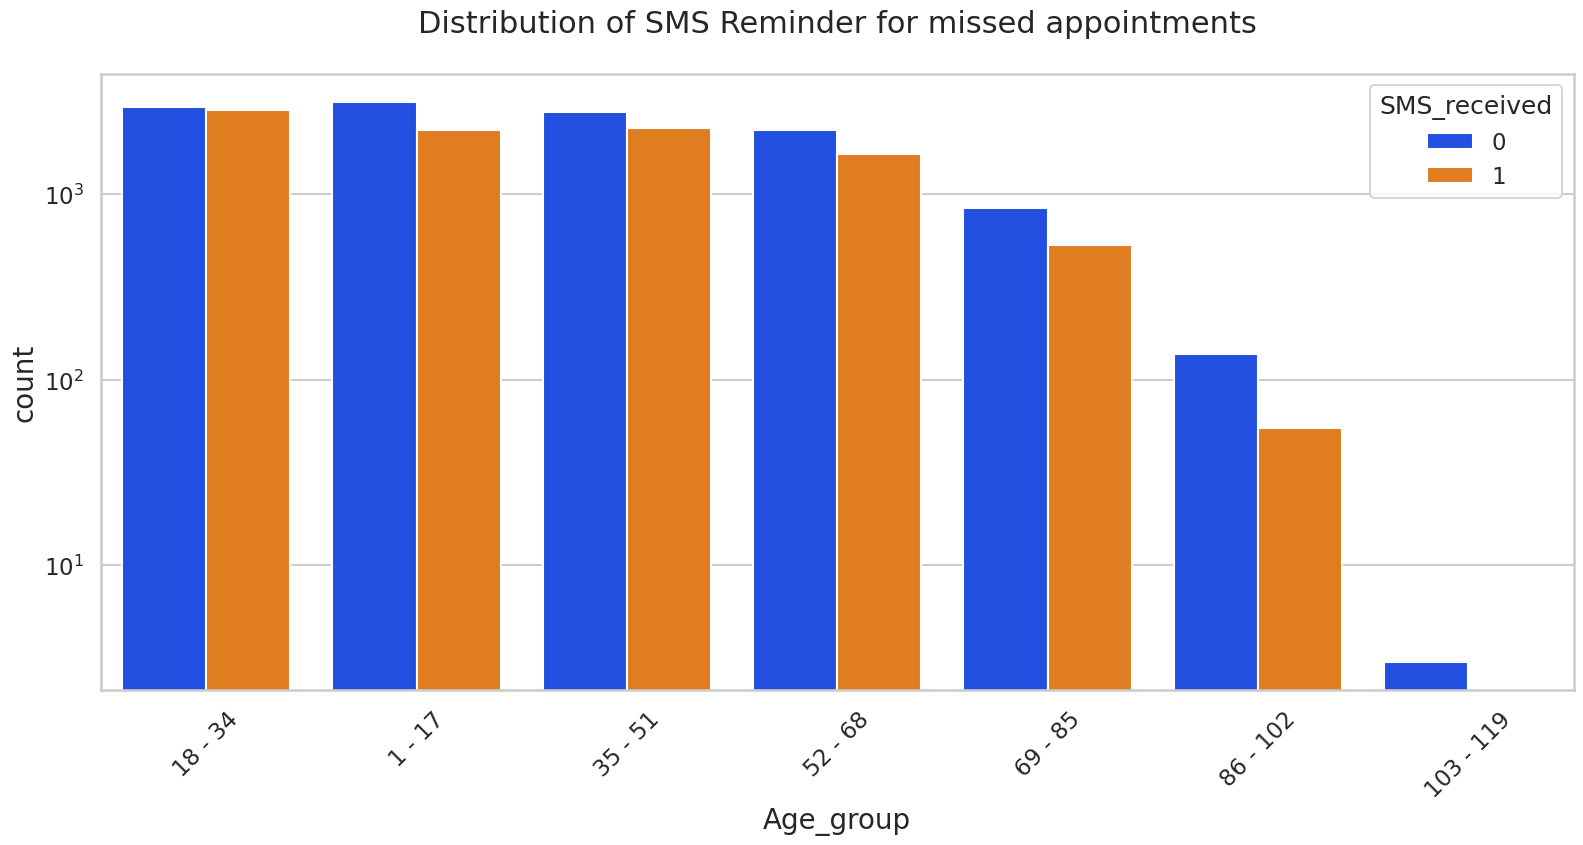 Distribution of SMS Reminder for missed appointments
SMS_received
0
1
10³
10²
10¹
count
18 - 34
1 - 17
35 - 51
52 - 68
69 - 85
86 - 102
103 - 119
Age_group